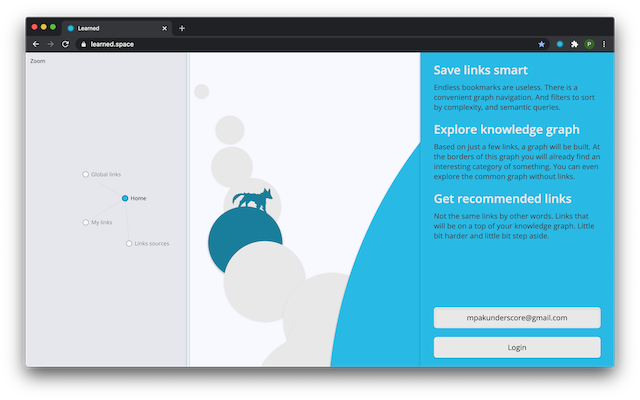 Learned
learned.space
P
Zoom
Global links
Home
My links
Links sources
Save links smart
Endless bookmarks are useless. There is a
convenient graph navigation. And filters to sort
by complexity, and semantic queries.
Explore knowledge graph
Based on just a few links, a graph will be built. At
the borders of this graph you will already find an
interesting category of something. You can even
explore the common graph without links.
Get recommended links
Not the same links by other words. Links that
will be on a top of your knowledge graph. Little
bit harder and little bit step aside.
mpakunderscore@gmail.com
Login